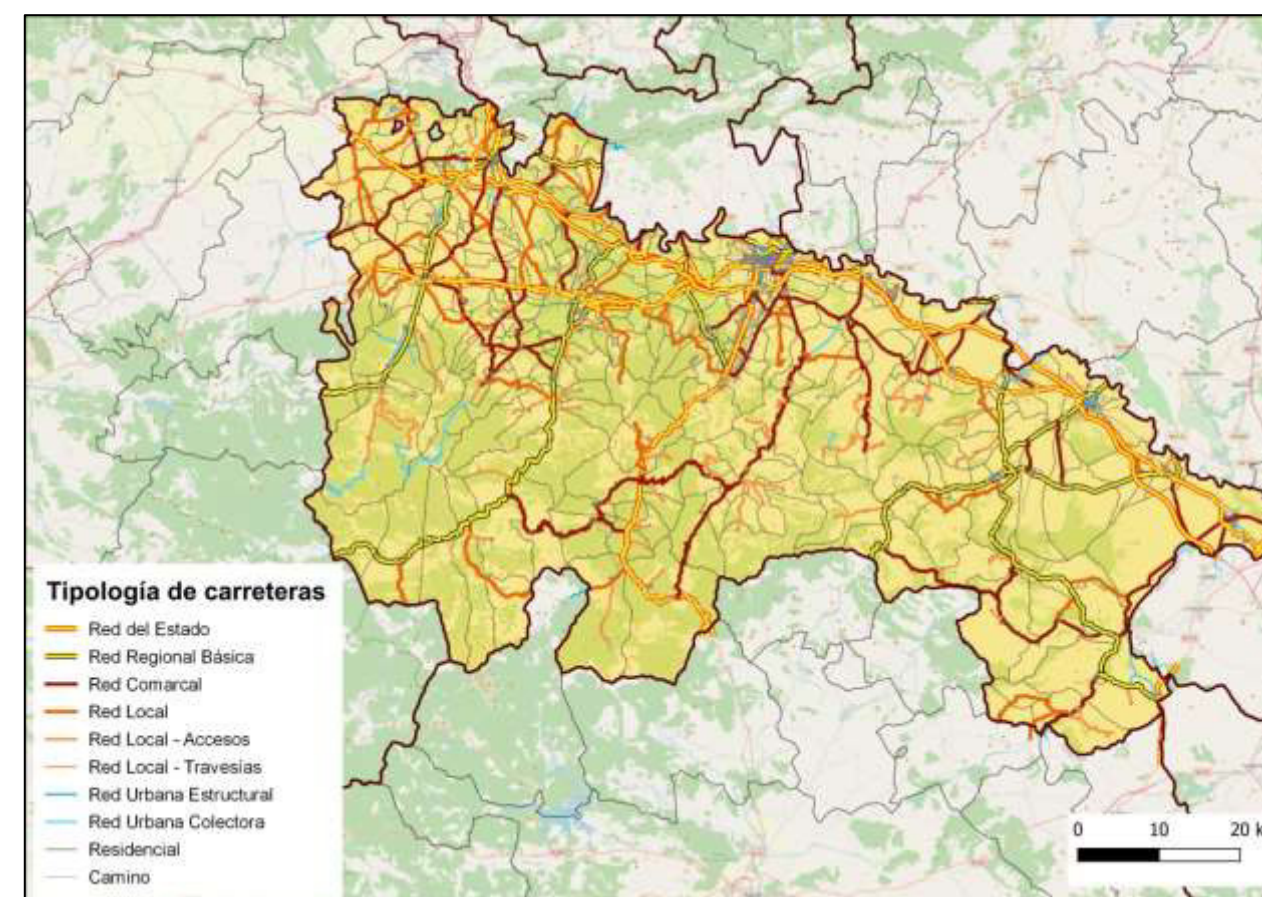 Tipología de carreteras
Red del Estado
Red Regional Básica
Red Comarcal
Red Local
Red Local - Accesos
Red Local - Travesías
Red Urbana Estructural
Red Urbana Colectora
Residencial
Camino
0 10 20 k